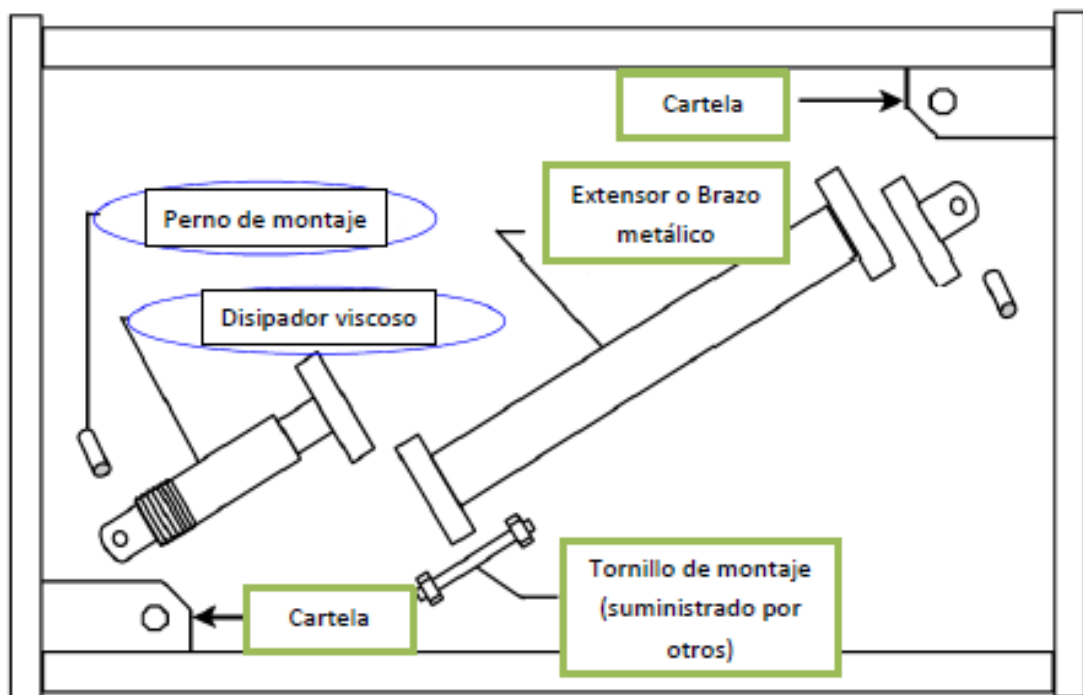 Cartela
Extensor o Brazo
metálico
Perno de montaje
Disipador viscoso
Tornillo de montaje
(suministrado por
otros)
Cartela